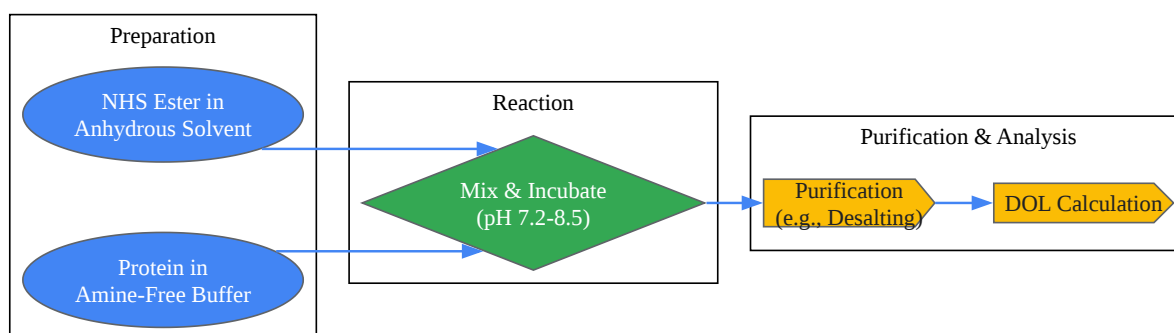 Preparation
NHS Ester in
Anhydrous Solvent
Protein in
Amine-Free Buffer
Reaction
Mix & Incubate
(pH 7.2-8.5)
Purification & Analysis
Purification
(e.g., Desalting)
DOL Calculation